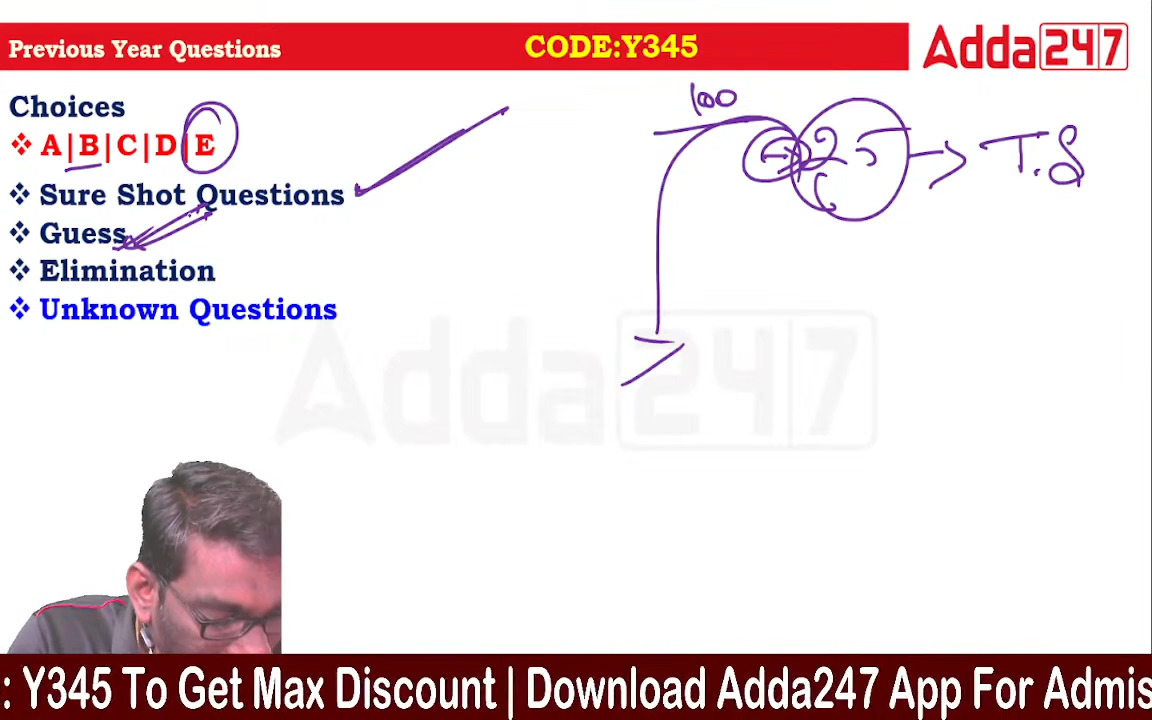 Previous Year Questions
CODE:Y345
Adda247
Choices
❖ A|B|C|D|E
❖ Sure Shot Questions
❖ Guess
❖ Elimination
❖ Unknown Questions
100
25
T.S
Adda247
: Y345 To Get Max Discount | Download Adda247 App For Admis